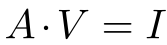 A · V = I